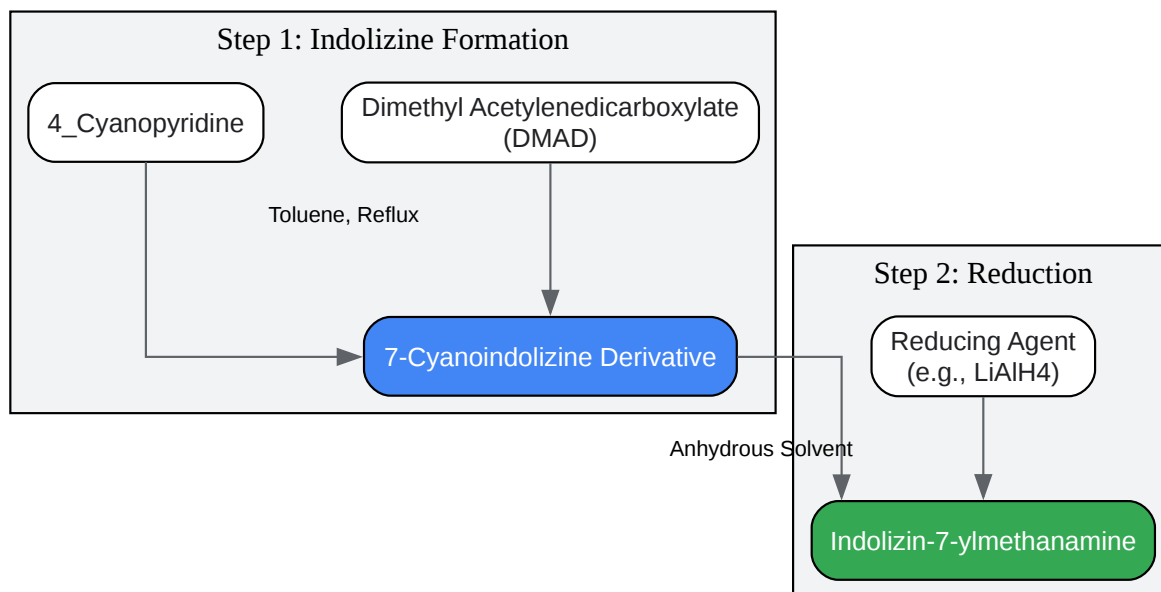 Step 1: Indolizine Formation
4_Cyanopyridine
Dimethyl Acetylenedicarboxylate
(DMAD)
Toluene, Reflux
7-Cyanoindolizine Derivative
Step 2: Reduction
Reducing Agent
(e.g., LiAlH4)
Anhydrous Solvent
Indolizin-7-ylmethanamine